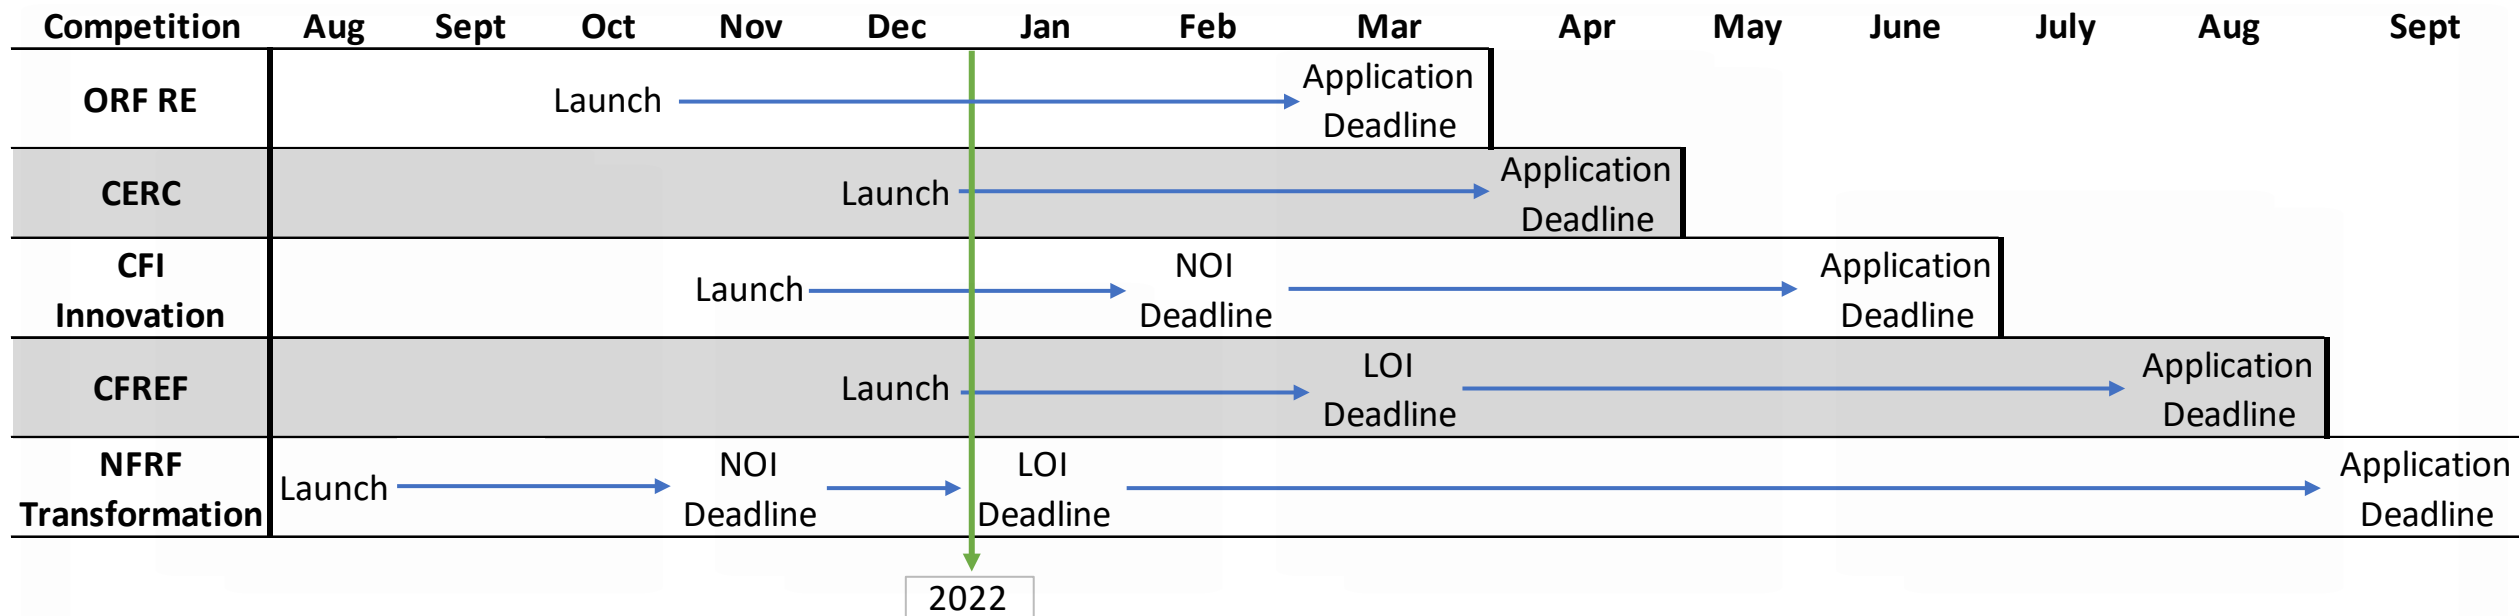 Competition Aug Sept Oct Nov Dec Jan Feb Mar Apr May June July Aug Sept
ORF RE Launch Application Deadline
CERC Launch Application Deadline
CFI Innovation Launch NOI Deadline Application Deadline
CFREF Launch LOI Deadline Application Deadline
NFRF Transformation Launch NOI Deadline LOI Deadline Application Deadline
2022